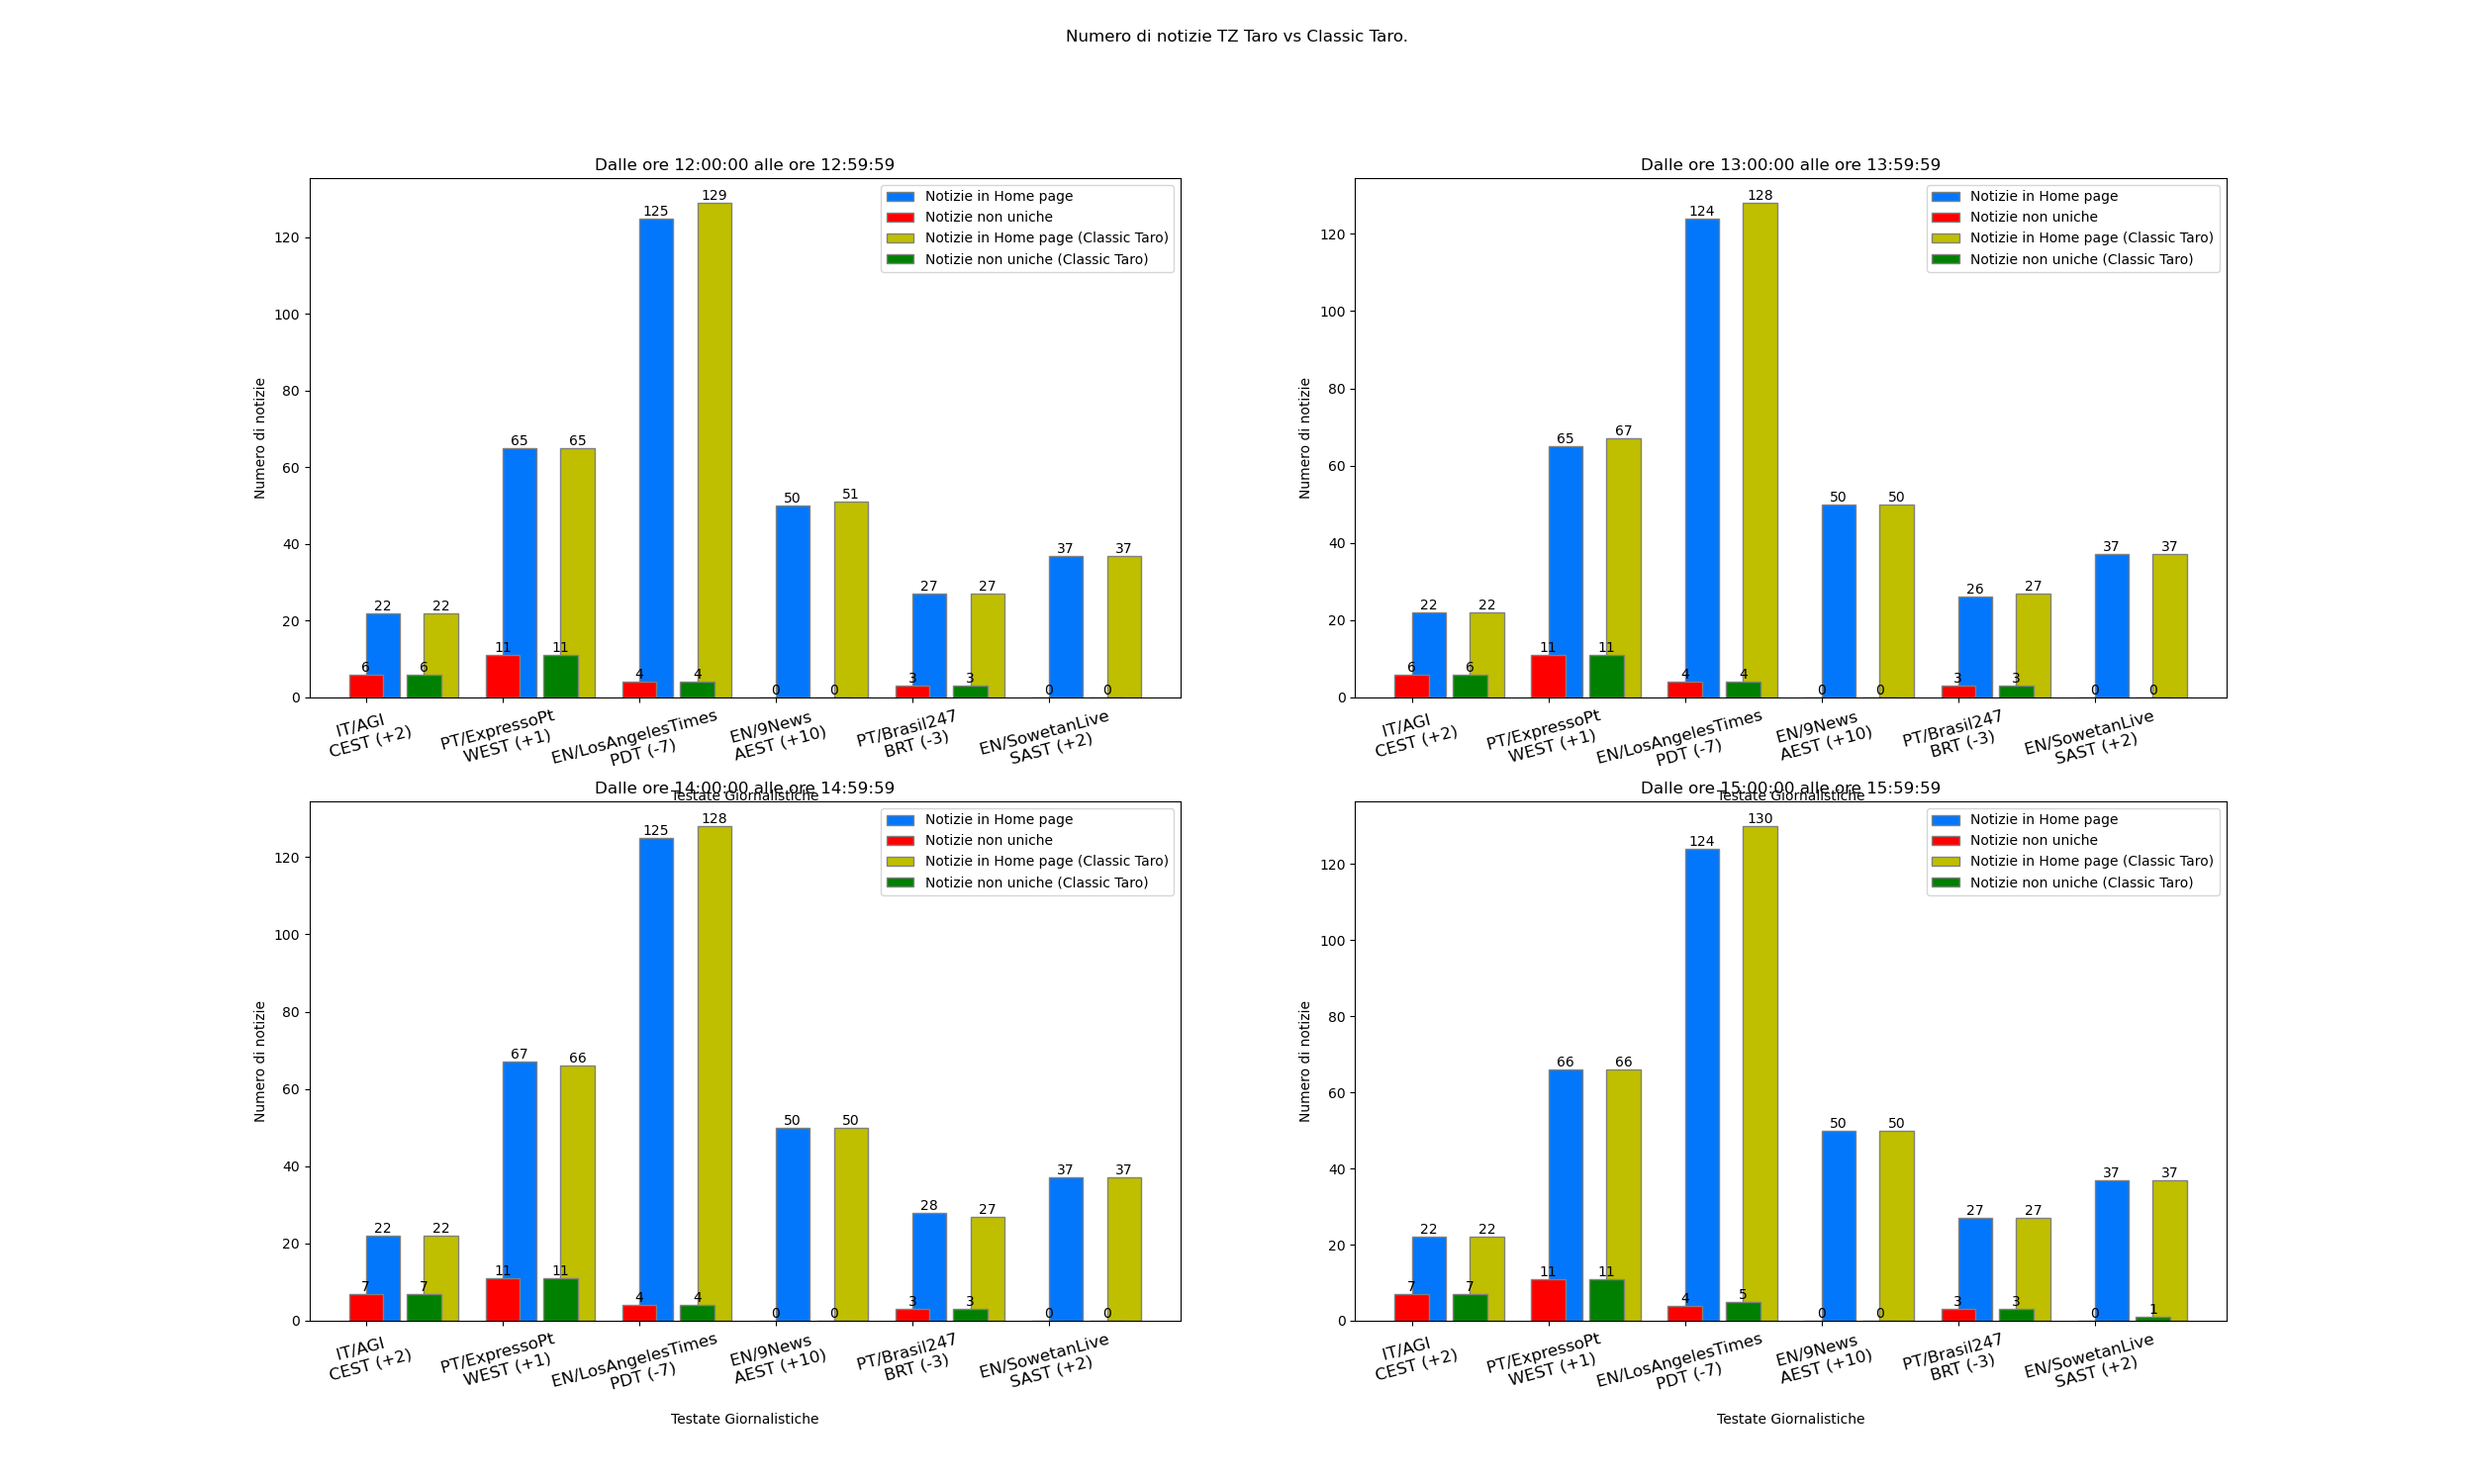 Numero di notizie TZ Taro vs Classic Taro.
Dalle ore 12:00:00 alle ore 12:59:59
Numero di notizie
0
20
40
60
80
100
120
Notizie in Home page
Notizie non uniche
Notizie in Home page (Classic Taro)
Notizie non uniche (Classic Taro)
6 22 6 22
11 65 11 65
4 125 4 129
0 50 0 51
3 27 3 27
0 37 0 37
IT/AGI
CEST (+2)
PT/ExpressoPt
WEST (+1)
EN/LosAngelesTimes
PDT (-7)
EN/9News
AEST (+10)
PT/Brasil247
BRT (-3)
EN/SowetanLive
SAST (+2)
Testate Giornalistiche
Dalle ore 13:00:00 alle ore 13:59:59
Numero di notizie
0
20
40
60
80
100
120
Notizie in Home page
Notizie non uniche
Notizie in Home page (Classic Taro)
Notizie non uniche (Classic Taro)
6 22 6 22
11 65 11 67
4 124 4 128
0 50 0 50
3 26 3 27
0 37 0 37
IT/AGI
CEST (+2)
PT/ExpressoPt
WEST (+1)
EN/LosAngelesTimes
PDT (-7)
EN/9News
AEST (+10)
PT/Brasil247
BRT (-3)
EN/SowetanLive
SAST (+2)
Testate Giornalistiche
Dalle ore 14:00:00 alle ore 14:59:59
Numero di notizie
0
20
40
60
80
100
120
Notizie in Home page
Notizie non uniche
Notizie in Home page (Classic Taro)
Notizie non uniche (Classic Taro)
7 22 7 22
11 67 11 66
4 125 4 128
0 50 0 50
3 28 3 27
0 37 0 37
IT/AGI
CEST (+2)
PT/ExpressoPt
WEST (+1)
EN/LosAngelesTimes
PDT (-7)
EN/9News
AEST (+10)
PT/Brasil247
BRT (-3)
EN/SowetanLive
SAST (+2)
Testate Giornalistiche
Dalle ore 15:00:00 alle ore 15:59:59
Numero di notizie
0
20
40
60
80
100
120
Notizie in Home page
Notizie non uniche
Notizie in Home page (Classic Taro)
Notizie non uniche (Classic Taro)
7 22 7 22
11 66 11 66
4 124 5 130
0 50 0 50
3 27 3 27
0 37 1 37
IT/AGI
CEST (+2)
PT/ExpressoPt
WEST (+1)
EN/LosAngelesTimes
PDT (-7)
EN/9News
AEST (+10)
PT/Brasil247
BRT (-3)
EN/SowetanLive
SAST (+2)
Testate Giornalistiche